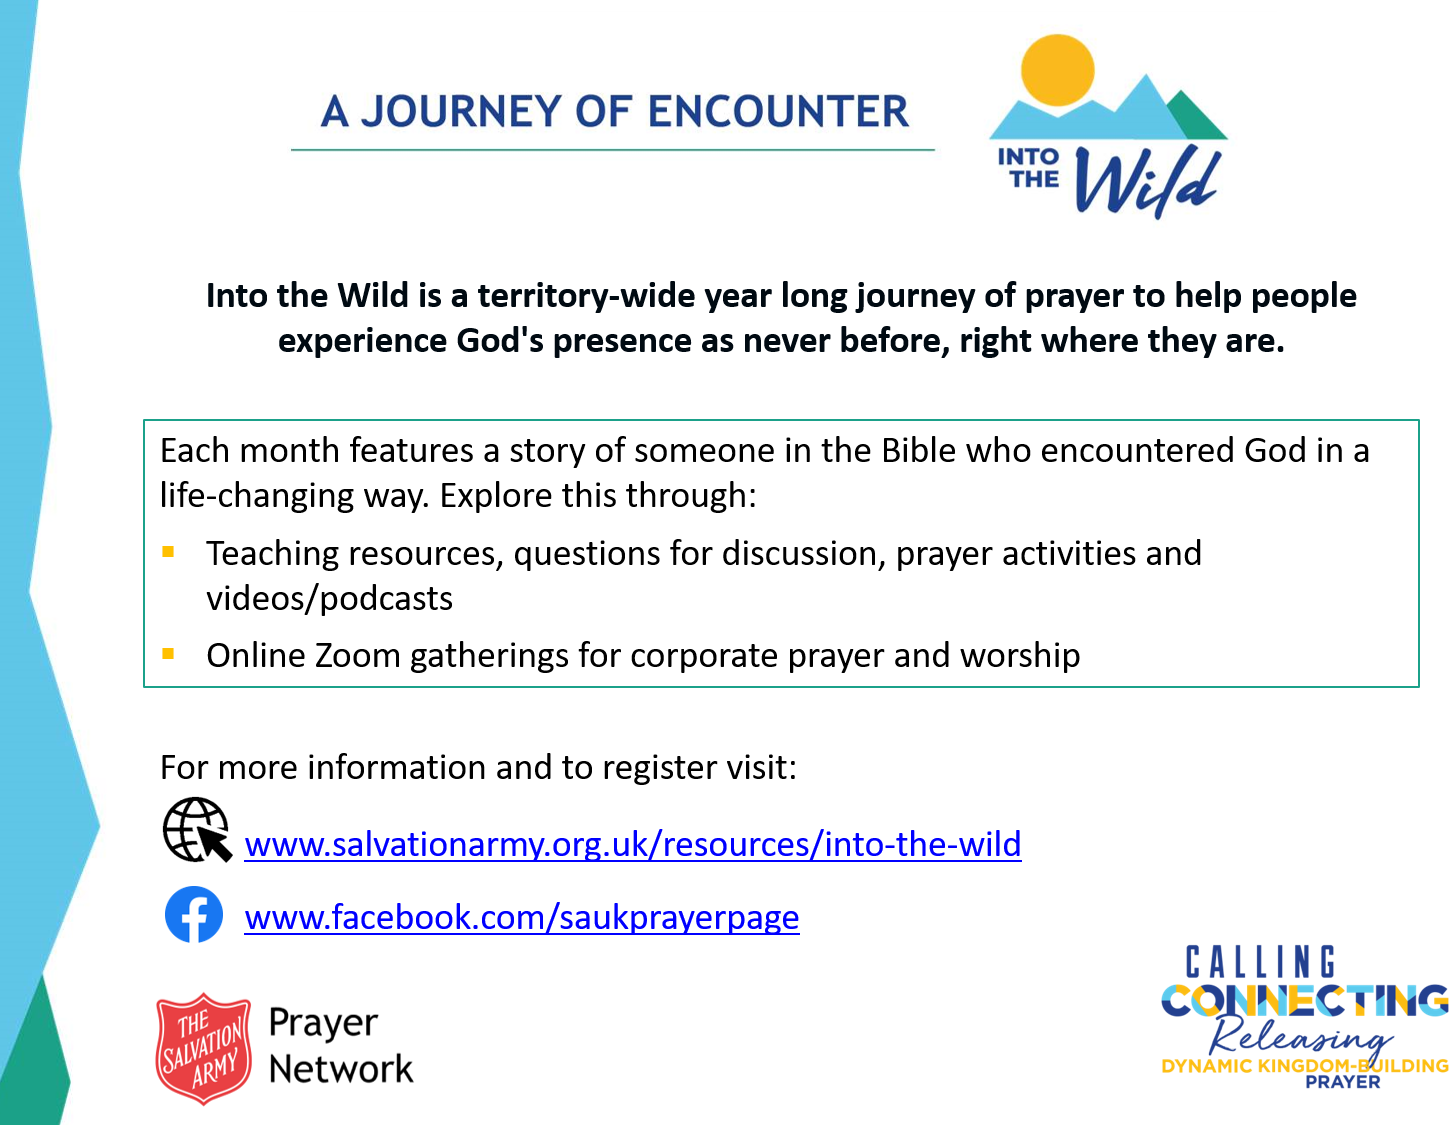 A JOURNEY OF ENCOUNTER
INTO
THE Wild
Into the Wild is a territory-wide year long journey of prayer to help people
experience God's presence as never before, right where they are.
Each month features a story of someone in the Bible who encountered God in a
life-changing way. Explore this through:
▪ Teaching resources, questions for discussion, prayer activities and
videos/podcasts
▪ Online Zoom gatherings for corporate prayer and worship
For more information and to register visit:
www.salvationarmy.org.uk/resources/into-the-wild
www.facebook.com/saukprayerpage
THE
SALVATION
ARMY
Prayer
Network
CALLING
CONNECTING
Releasing
DYNAMIC KINGDOM-BUILDING
PRAYER